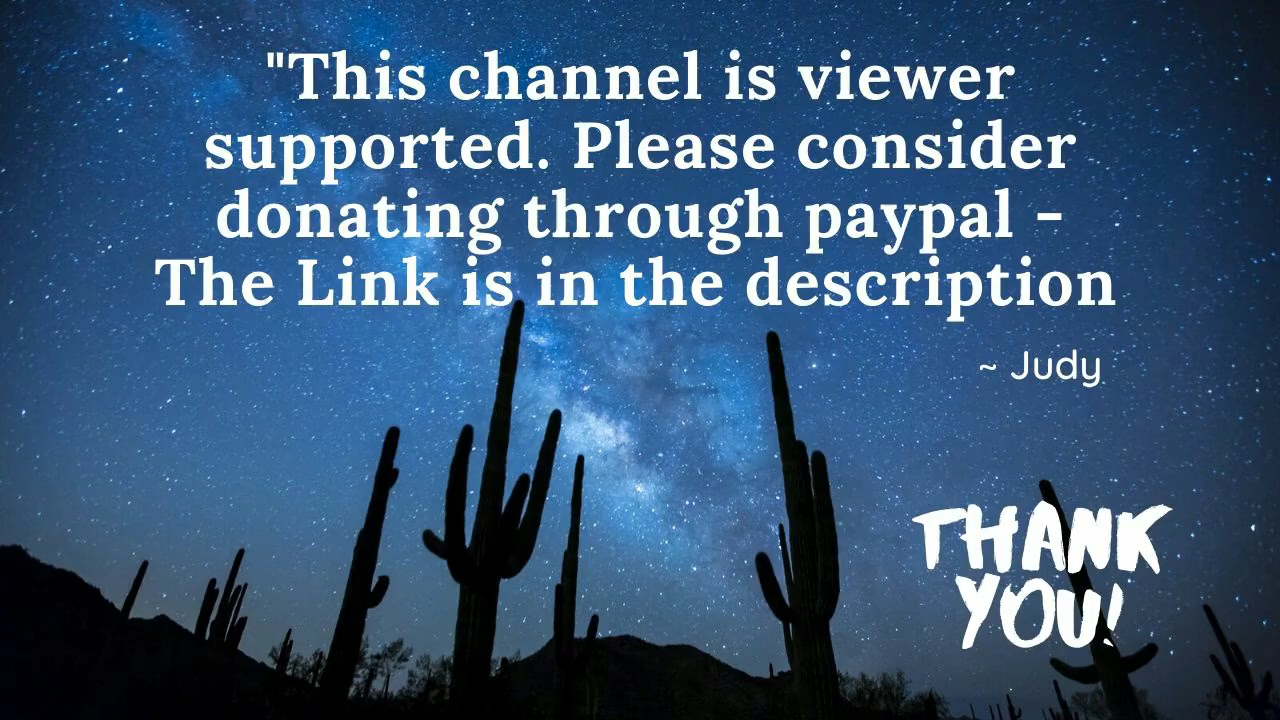 "This channel is viewer
supported. Please consider
donating through paypal -
The Link is in the description
~ Judy
THANK
YOU!